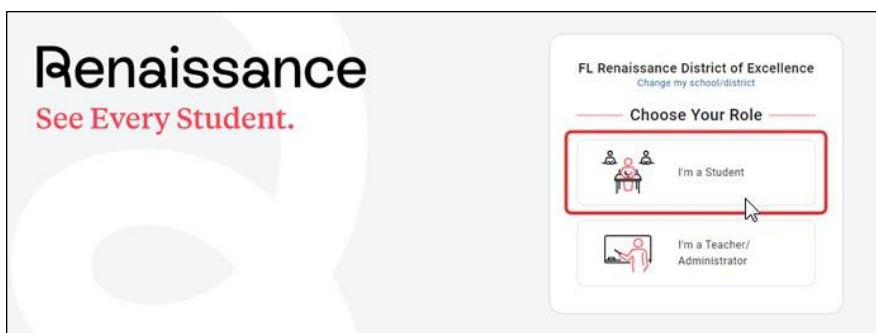 Renaissance
See Every Student.
FL Renaissance District of Excellence
Change my school/district
Choose Your Role
I'm a Student
I'm a Teacher/
Administrator